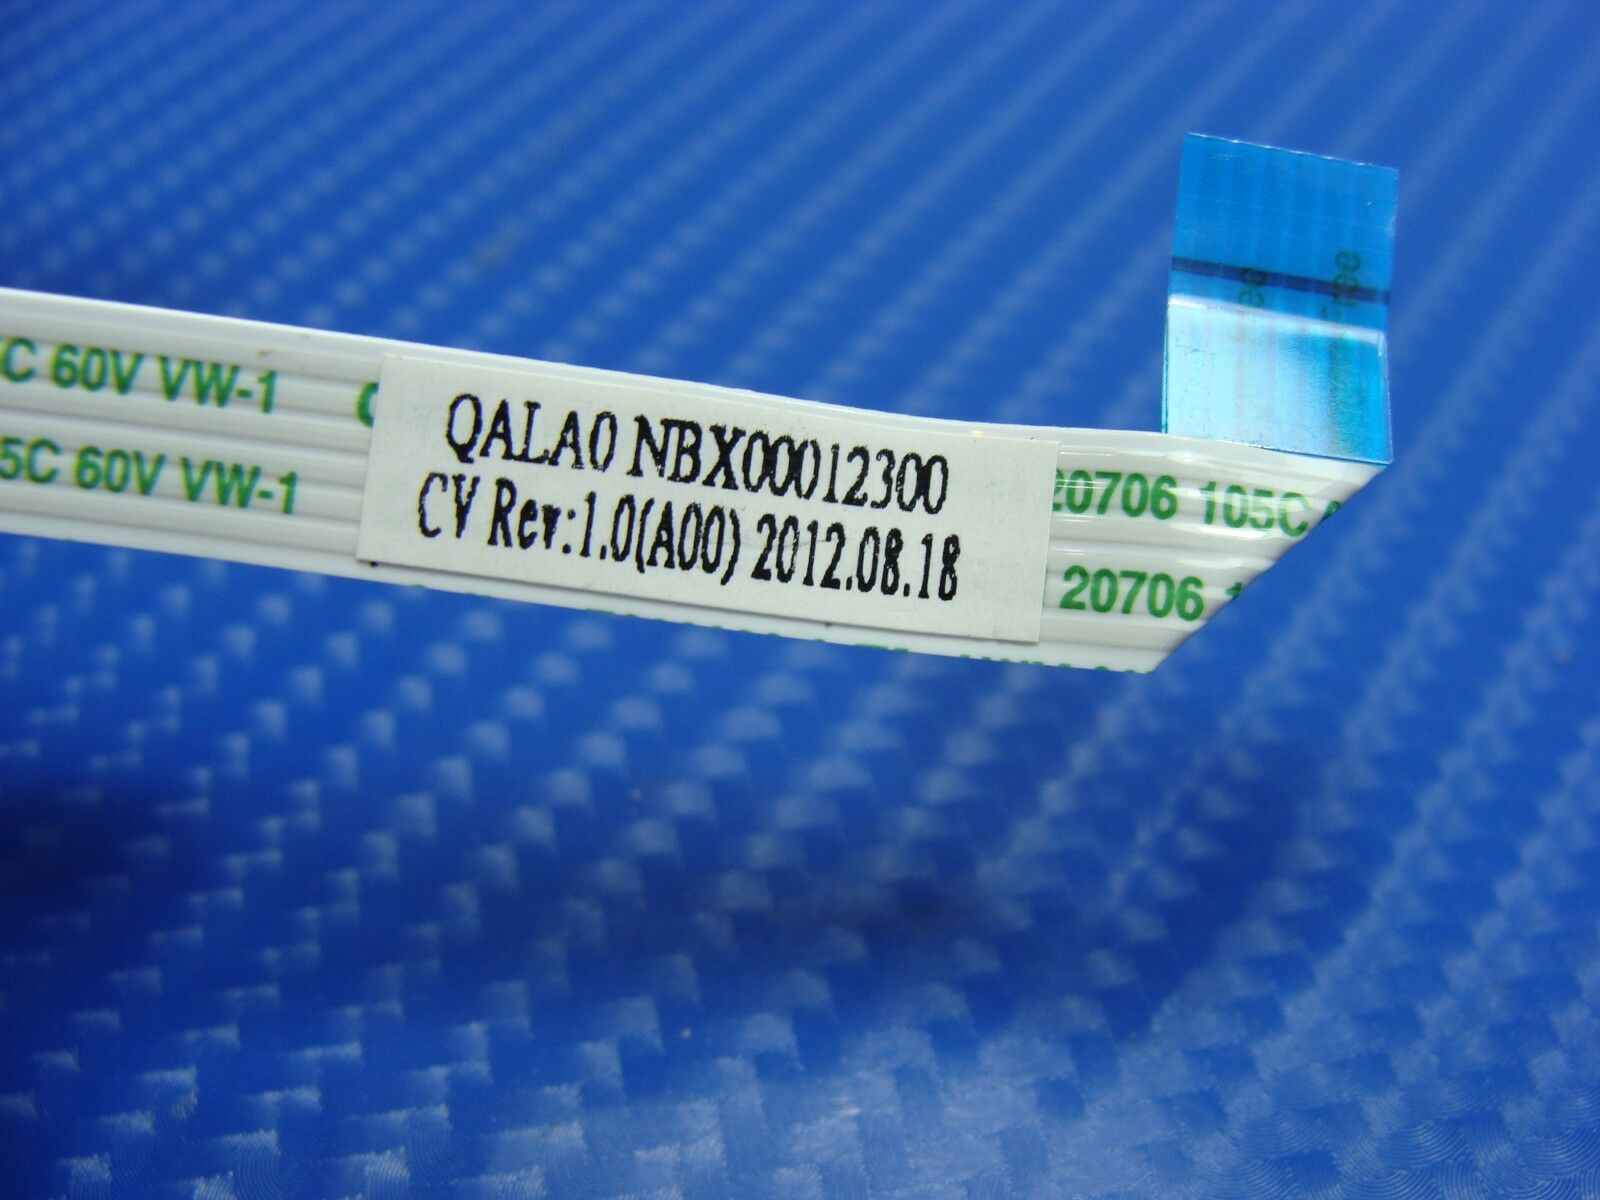 C 60V VW-1
5C 60V VW-1
QALA0 NBX00012300
CV Rev:1.0(A00) 2012.08.18
20706 105C
20706